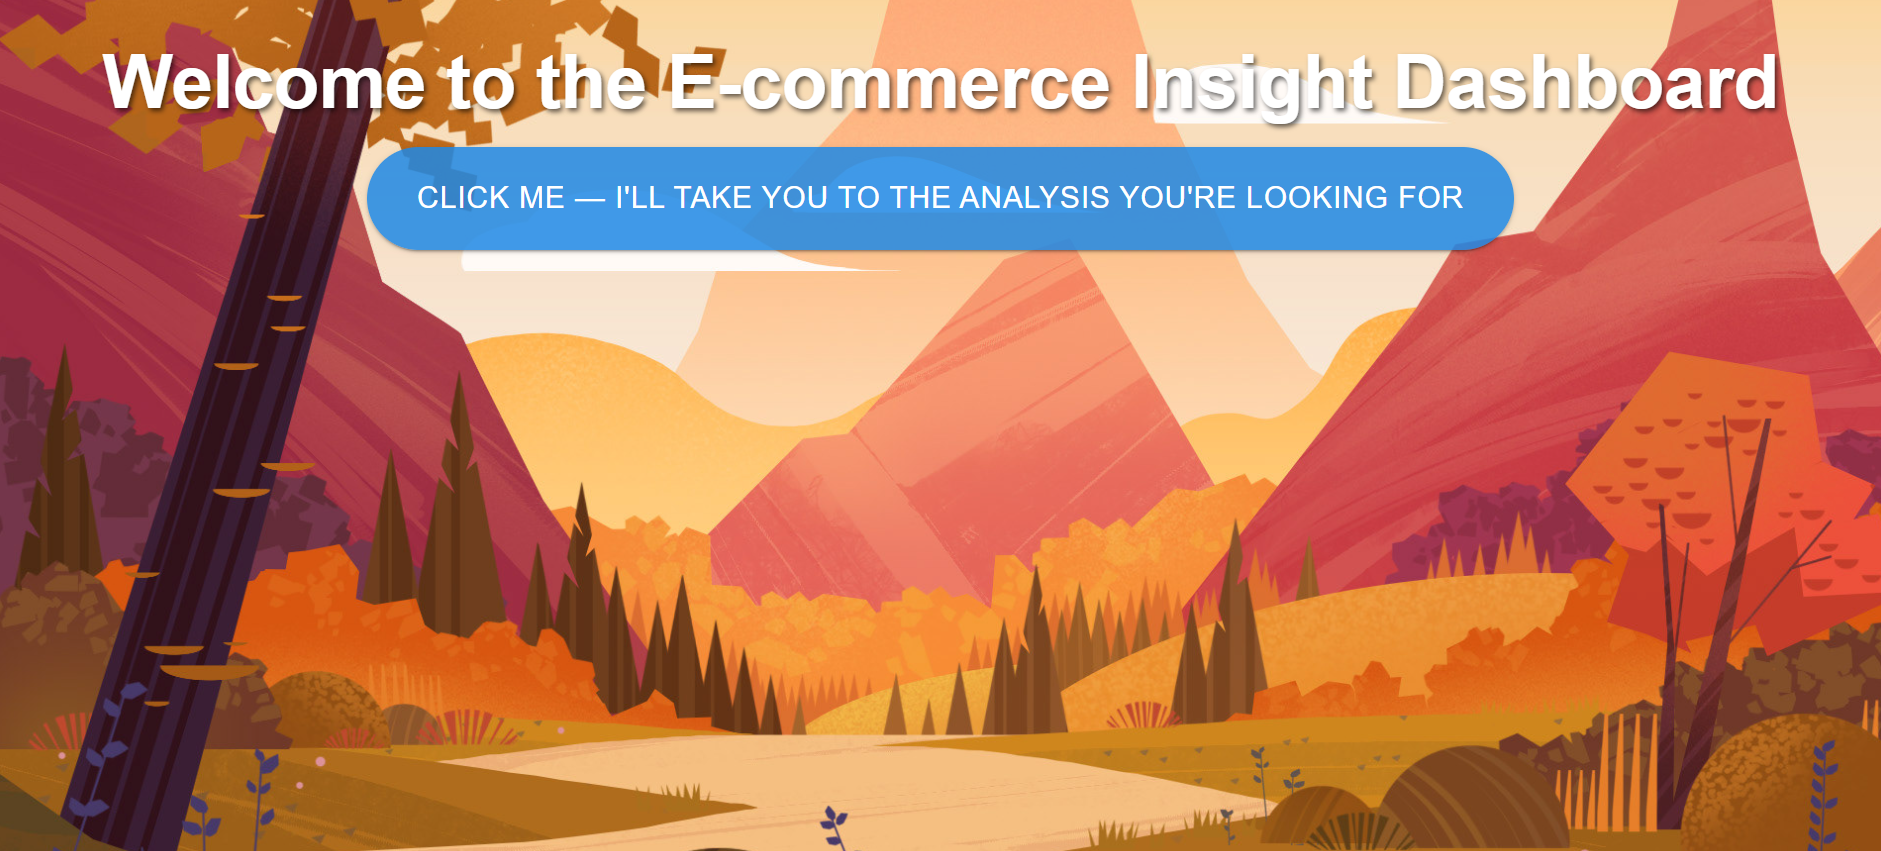 Welcome to the E-commerce Insight Dashboard
CLICK ME — I'LL TAKE YOU TO THE ANALYSIS YOU'RE LOOKING FOR